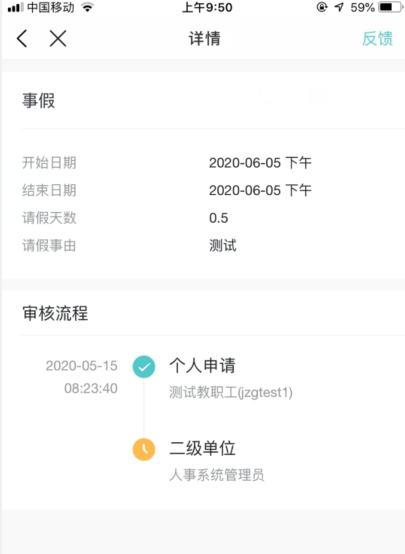 中国移动 上午9:50 59%
详情 反馈
事假
开始日期 2020-06-05 下午
结束日期 2020-06-05 下午
请假天数 0.5
请假事由 测试
审核流程
2020-05-15 个人申请
08:23:40 测试教职工(jzgtest1)
二级单位
人事系统管理员